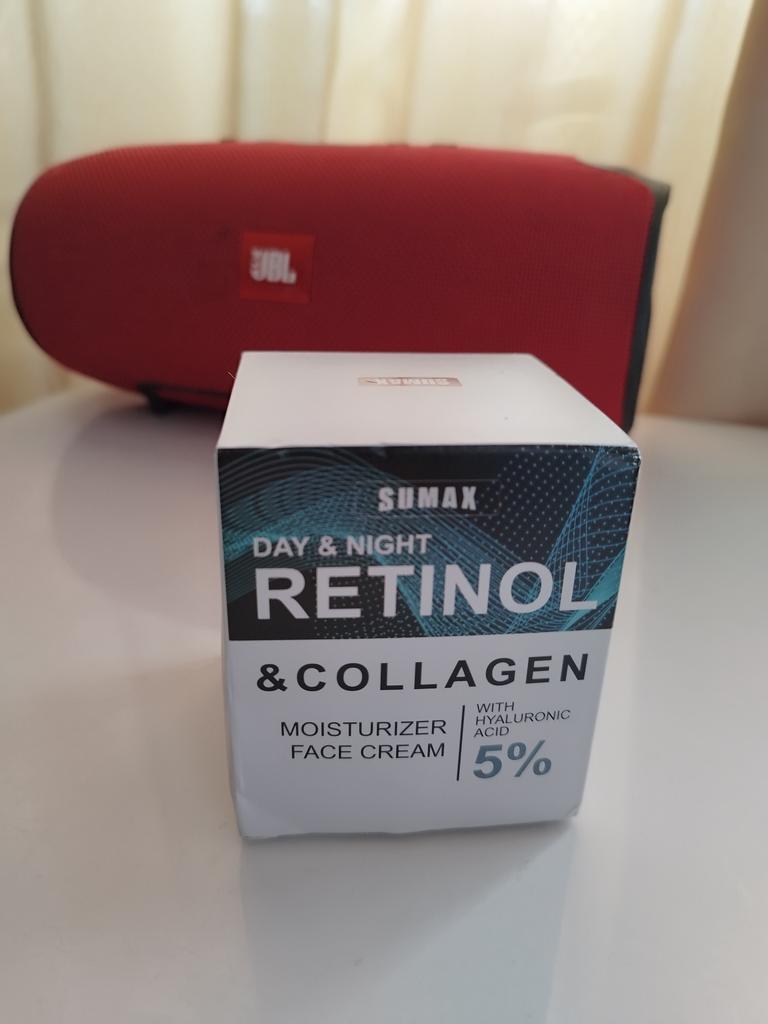 JBL
SUMAX
SUMAX
DAY & NIGHT
RETINOL
& COLLAGEN
MOISTURIZER
FACE CREAM
WITH
HYALURONIC
ACID
5%